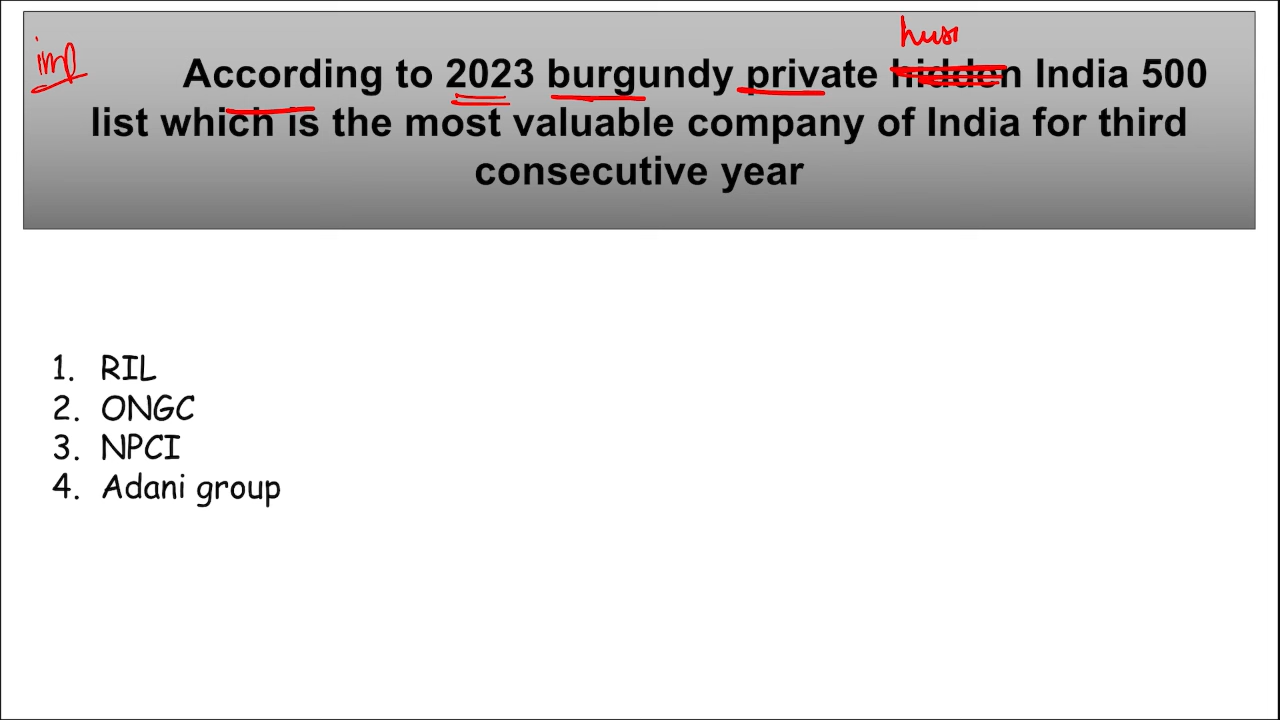 imp
hus
According to 2023 burgundy private hidden India 500
list which is the most valuable company of India for third
consecutive year
1. RIL
2. ONGC
3. NPCI
4. Adani group